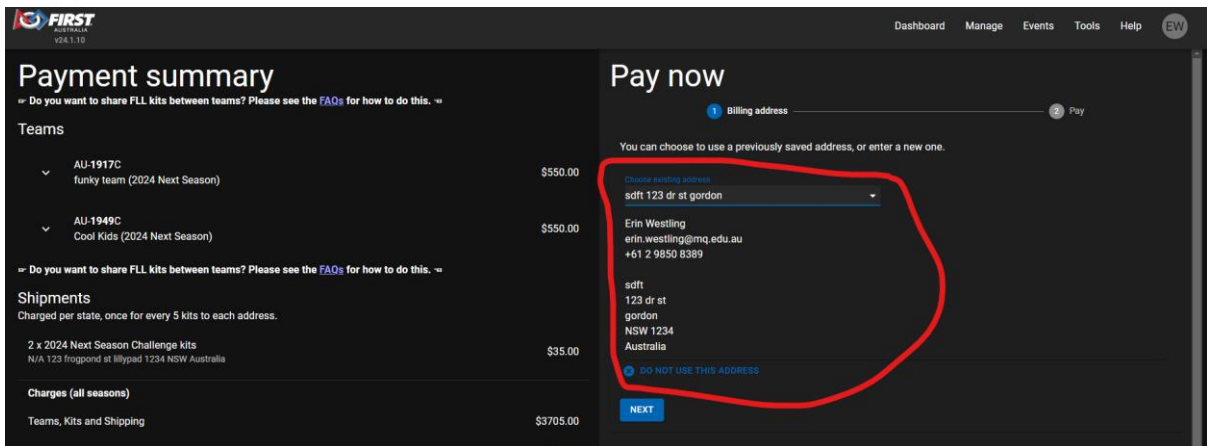 FIRST
AUSTRALIA
v24.1.10
Dashboard Manage Events Tools Help EW
Payment summary
☞ Do you want to share FLL kits between teams? Please see the FAQs for how to do this. ☜
Teams
AU-1917C
funky team (2024 Next Season)
$550.00
AU-1949C
Cool Kids (2024 Next Season)
$550.00
☞ Do you want to share FLL kits between teams? Please see the FAQs for how to do this. ☜
Shipments
Charged per state, once for every 5 kits to each address.
2 x 2024 Next Season Challenge kits
N/A 123 frogpond st lillypad 1234 NSW Australia
$35.00
Charges (all seasons)
Teams, Kits and Shipping
$3705.00
Pay now
1 Billing address
2 Pay
You can choose to use a previously saved address, or enter a new one.
Choose existing address
sdft 123 dr st gordon
Erin Westling
erin.westling@mq.edu.au
+61 2 9850 8389
sdft
123 dr st
gordon
NSW 1234
Australia
DO NOT USE THIS ADDRESS
NEXT